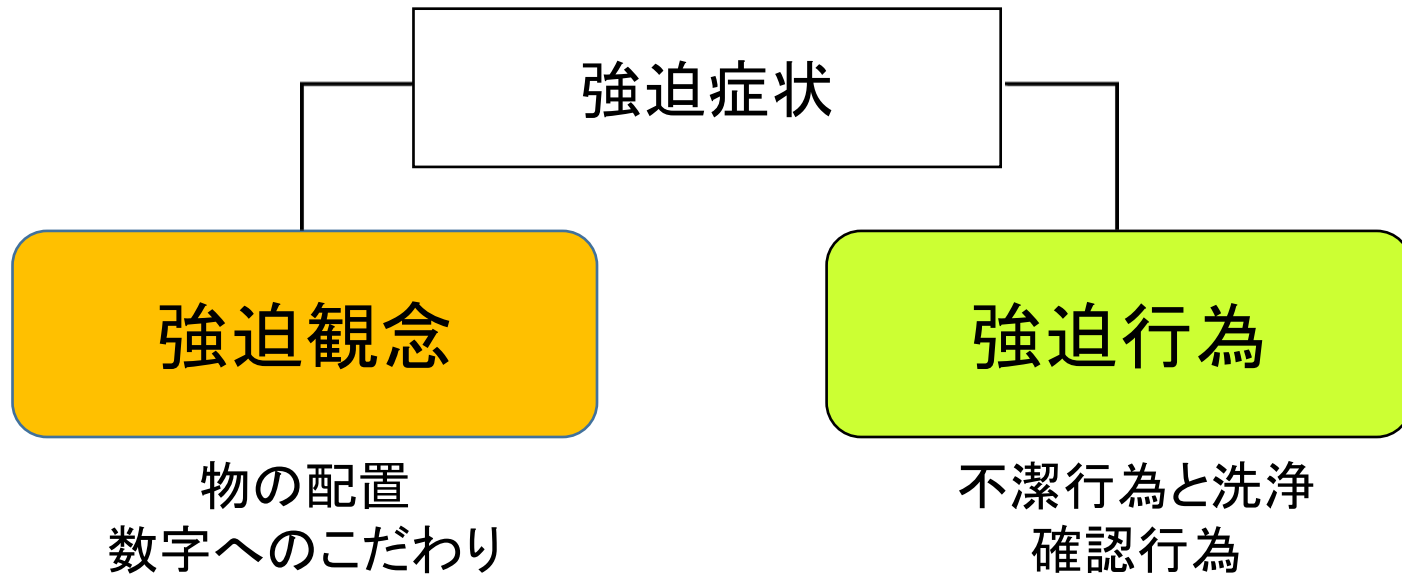 強迫症状
強迫観念
強迫行為
物の配置
数字へのこだわり
不潔行為と洗浄
確認行為